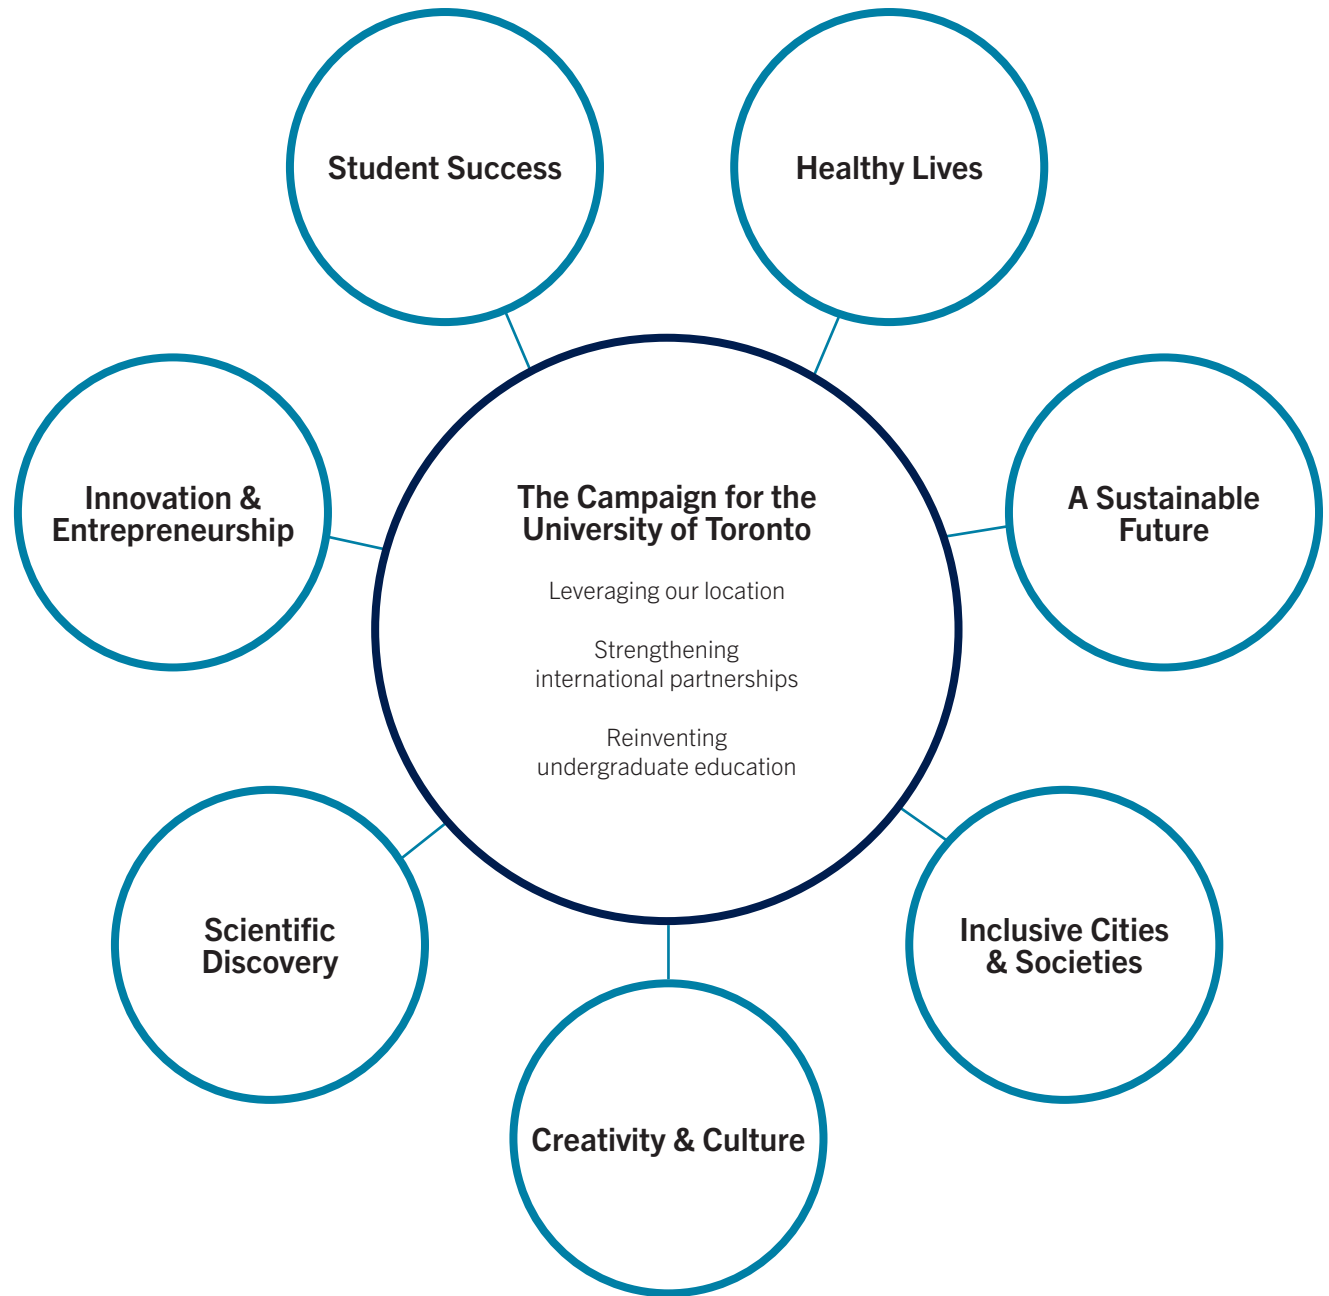 Student Success
Healthy Lives
Innovation &
Entrepreneurship
The Campaign for the
University of Toronto
Leveraging our location
Strengthening
international partnerships
Reinventing
undergraduate education
A Sustainable
Future
Scientific
Discovery
Inclusive Cities
& Societies
Creativity & Culture